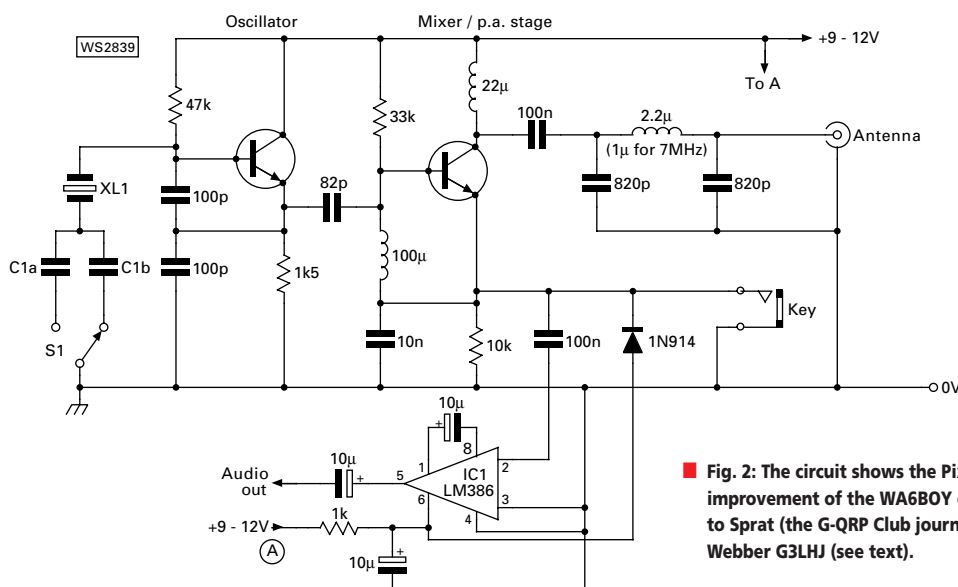 Oscillator
Mixer / p.a. stage
WS2839
+9 - 12V
To A
22μ
47k
33k
100n
2.2μ
(1μ for 7MHz)
Antenna
XL1
100p
82p
820p
820p
C1a
C1b
100p
1k5
100μ
S1
10n
10k
100n
1N914
Key
0V
10μ
+
1
8
Audio
out
10μ
+
5
IC1
LM386
2
6
3
4
+9 - 12V
1k
A
10μ
+
Fig. 2: The circuit shows the
improvement of the WA6BOY
to Sprat (the G-QRP Club
Webber G3LHJ (see text).